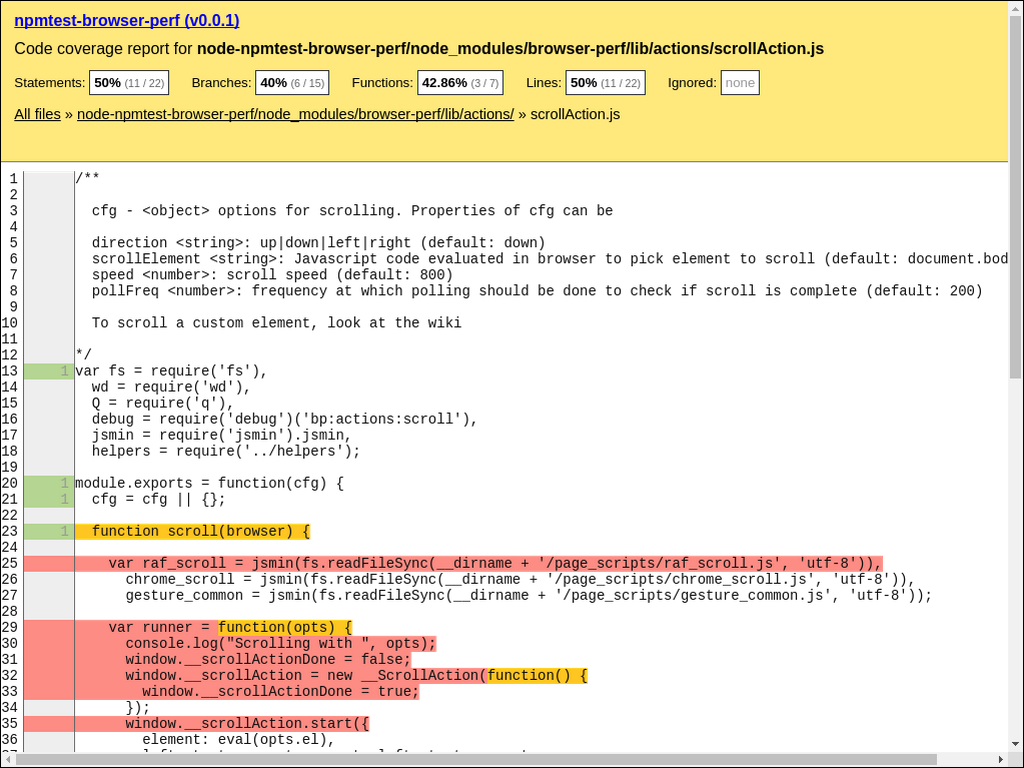 npmtest-browser-perf (v0.0.1)
Code coverage report for node-npmtest-browser-perf/node_modules/browser-perf/lib/actions/scrollAction.js
Statements: 50% (11 / 22) Branches: 40% (6 / 15) Functions: 42.86% (3 / 7) Lines: 50% (11 / 22) Ignored: none
All files » node-npmtest-browser-perf/node_modules/browser-perf/lib/actions/ » scrollAction.js
1 /**
2
3 cfg - <object> options for scrolling. Properties of cfg can be
4
5 direction <string>: up|down|left|right (default: down)
6 scrollElement <string>: Javascript code evaluated in browser to pick element to scroll (default: document.bod
7 speed <number>: scroll speed (default: 800)
8 pollFreq <number>: frequency at which polling should be done to check if scroll is complete (default: 200)
9
10 To scroll a custom element, look at the wiki
11
12 */
13 1 var fs = require('fs'),
14 wd = require('wd'),
15 Q = require('q'),
16 debug = require('debug')('bp:actions:scroll'),
17 jsmin = require('jsmin').jsmin,
18 helpers = require('../helpers');
19
20 1 module.exports = function(cfg) {
21 1 cfg = cfg || {};
22
23 1 function scroll(browser) {
24
25 var raf_scroll = jsmin(fs.readFileSync(__dirname + '/page_scripts/raf_scroll.js', 'utf-8')),
26 chrome_scroll = jsmin(fs.readFileSync(__dirname + '/page_scripts/chrome_scroll.js', 'utf-8')),
27 gesture_common = jsmin(fs.readFileSync(__dirname + '/page_scripts/gesture_common.js', 'utf-8'));
28
29 var runner = function(opts) {
30 console.log("Scrolling with ", opts);
31 window.__scrollActionDone = false;
32 window.__scrollAction = new __ScrollAction(function() {
33 window.__scrollActionDone = true;
34 });
35 window.__scrollAction.start({
36 element: eval(opts.el),